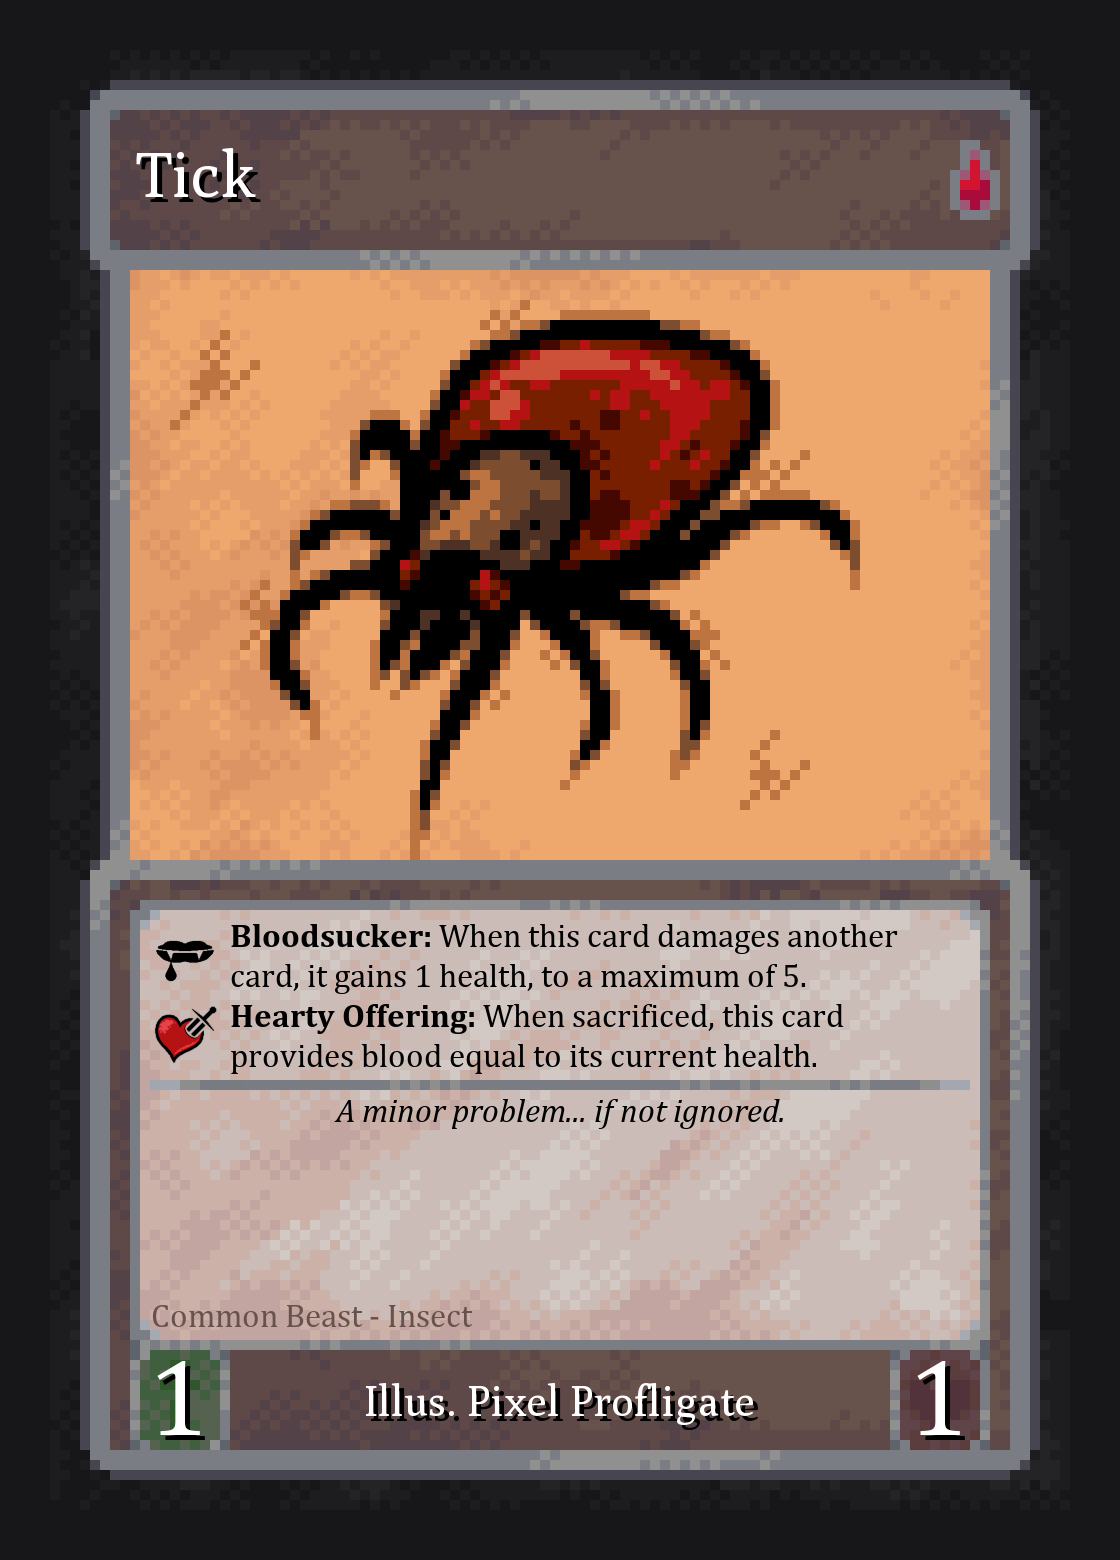 Tick
Bloodsucker: When this card damages another
card, it gains 1 health, to a maximum of 5.
Hearty Offering: When sacrificed, this card
provides blood equal to its current health.
A minor problem... if not ignored.
Common Beast - Insect
1
Illus. Pixel Profligate
1